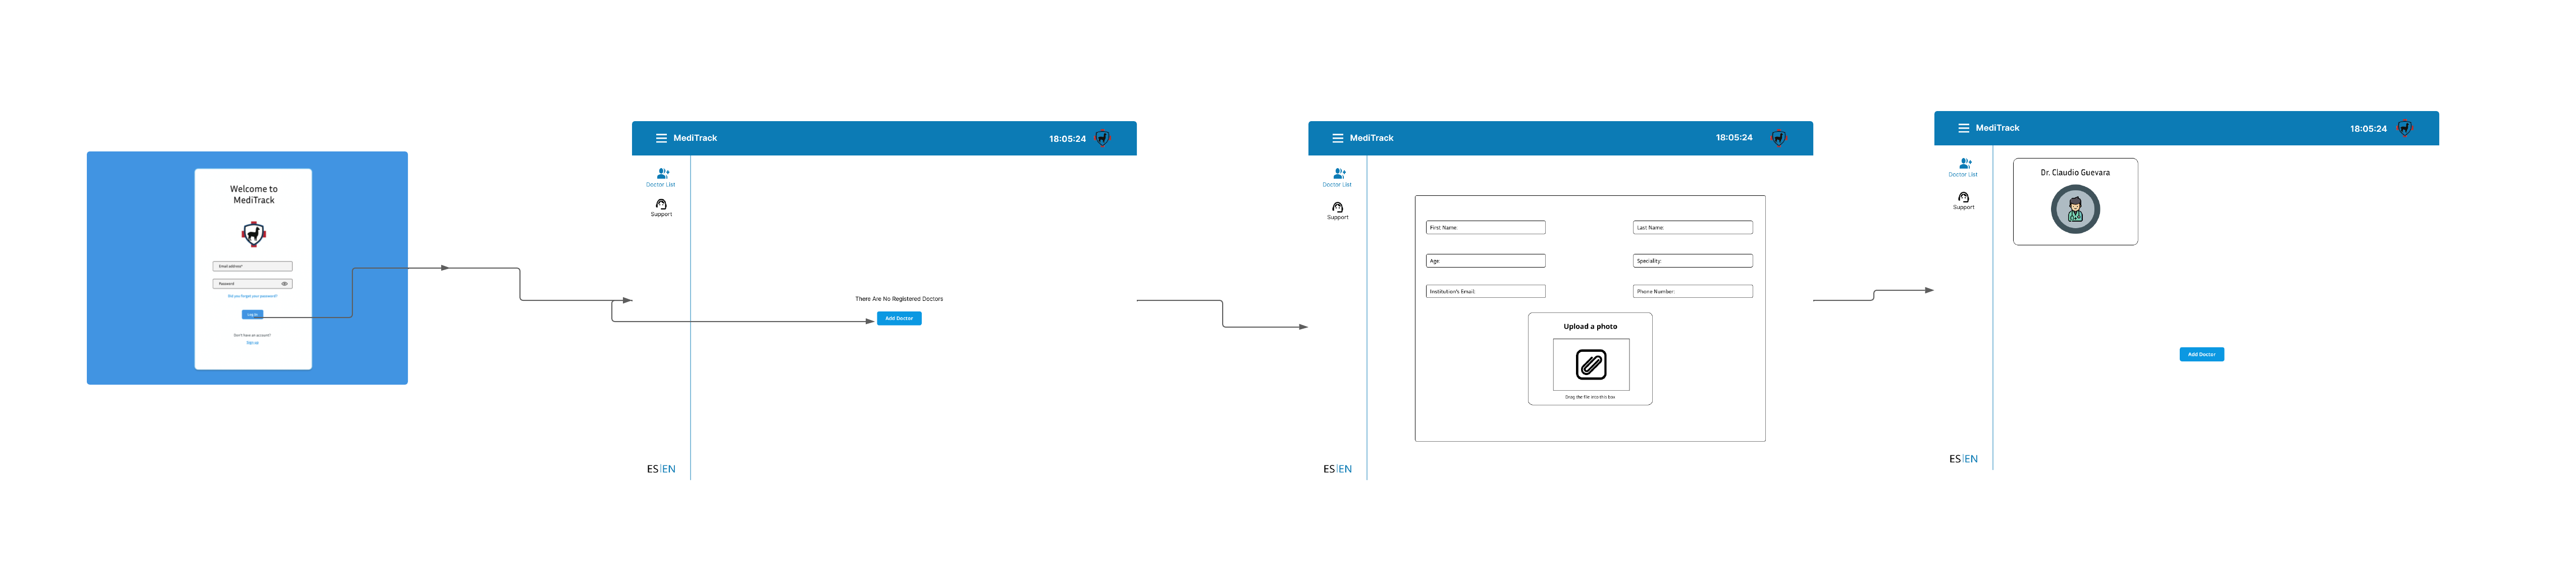 Welcome to
MediTrack
Email address*
Password
Did you forget your password?
Log In
Don't have an account?
Sign up
MediTrack
18:05:24
Doctor List
Support
There Are No Registered Doctors
Add Doctor
ES|EN
MediTrack
18:05:24
Doctor List
Support
First Name:
Last Name:
Age:
Speciality:
Institution's Email:
Phone Number:
Upload a photo
Drag the file into this box
ES|EN
MediTrack
18:05:24
Doctor List
Support
Dr. Claudio Guevara
Add Doctor
ES|EN